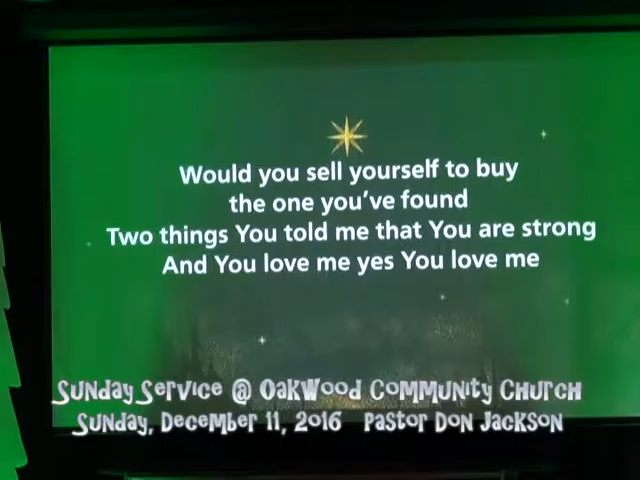 Would you sell yourself to buy
the one you've found
Two things You told me that You are strong
And You love me yes You love me
Sunday Service @ Oakwood Community Church
Sunday, December 11, 2016 Pastor Don Jackson